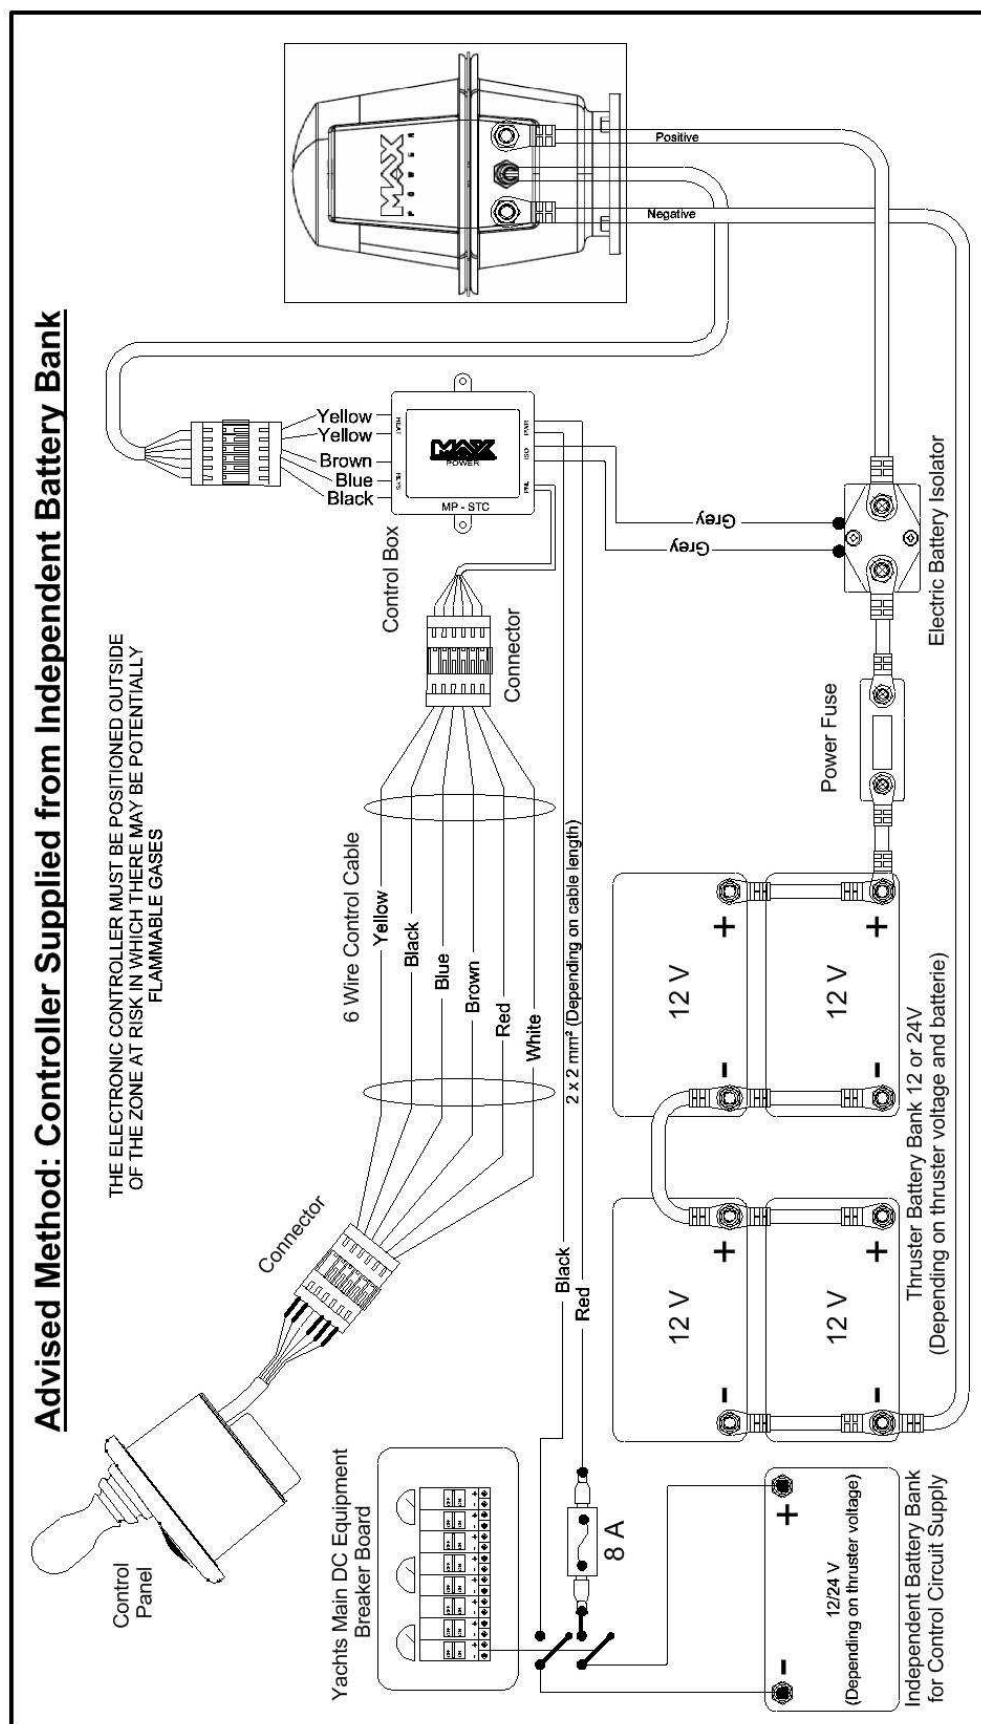 Advised Method: Controller Supplied from Independent Battery Bank
THE ELECTRONIC CONTROLLER MUST BE POSITIONED OUTSIDE
OF THE ZONE AT RISK IN WHICH THERE MAY BE POTENTIALLY
FLAMMABLE GASES
Control
Panel
Connector
6 Wire Control Cable
Yellow
Black
Blue
Brown
Red
White
Connector
Control Box
Yellow
Yellow
Brown
Blue
Black
HEAT
RLYS
MAX
POWER
MP - STC
PWR
ISO
PNL
MAX
POWER
Positive
Negative
Grey
Grey
Electric Battery Isolator
Power Fuse
2 x 2 mm² (Depending on cable length)
Black
Red
Yachts Main DC Equipment
Breaker Board
8 A
12 V
- +
12 V
- +
12 V
- +
12 V
- +
Thruster Battery Bank 12 or 24V
(Depending on thruster voltage and batterie)
- +
12/24 V
(Depending on thruster voltage)
Independent Battery Bank
for Control Circuit Supply